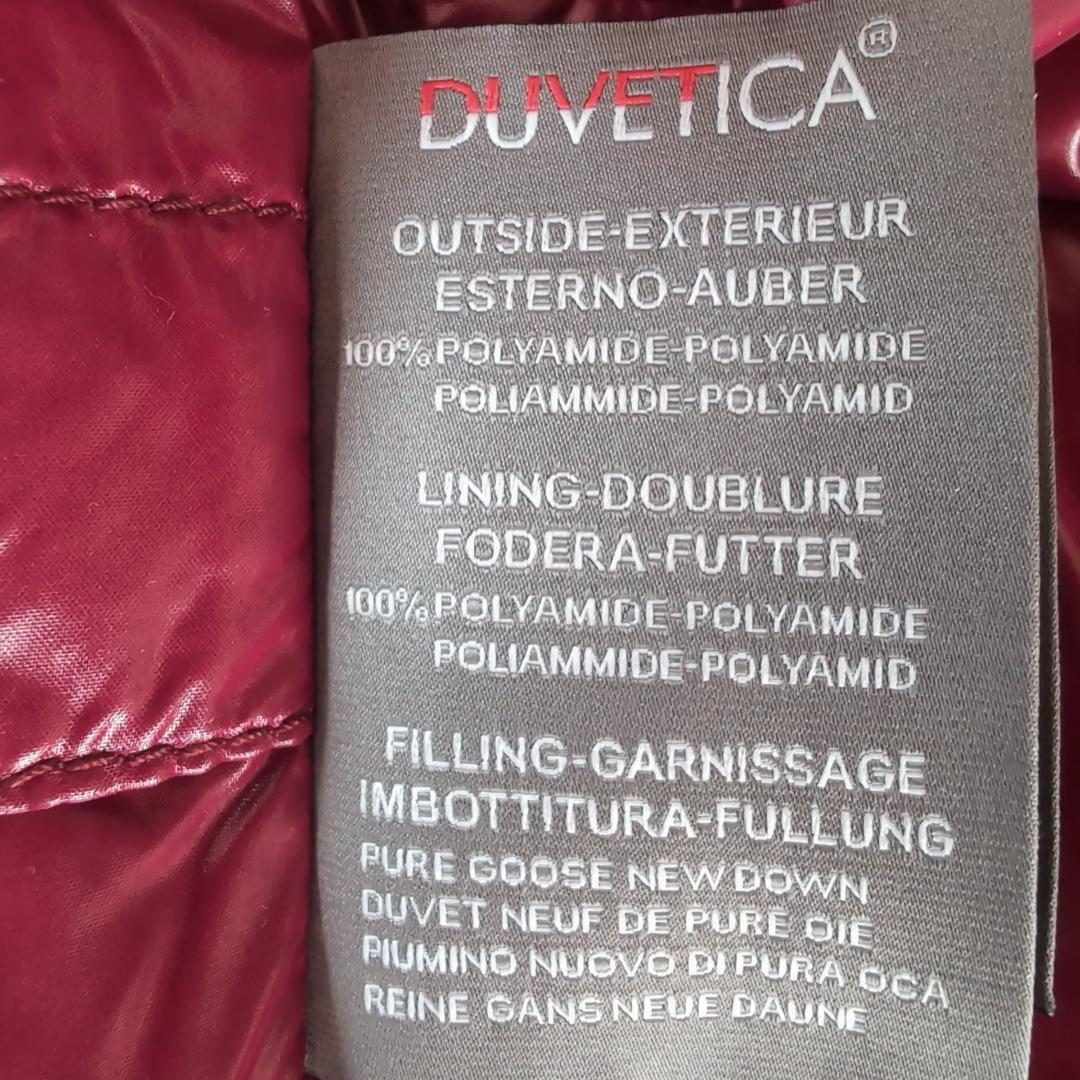 DUVETICA®
OUTSIDE-EXTERIEUR
ESTERNO-AUBER
100%POLYAMIDE-POLYAMIDE
POLIAMMIDE-POLYAMID
LINING-DOUBLURE
FODERA-FUTTER
100%POLYAMIDE-POLYAMIDE
POLIAMMIDE-POLYAMID
FILLING-GARNISSAGE
IMBOTTITURA-FULLUNG
PURE GOOSE NEW DOWN
DUVET NEUF DE PURE OIE
PIUMINO NUOVO DI PURA OCA
REINE GANS NEUE DAUNE